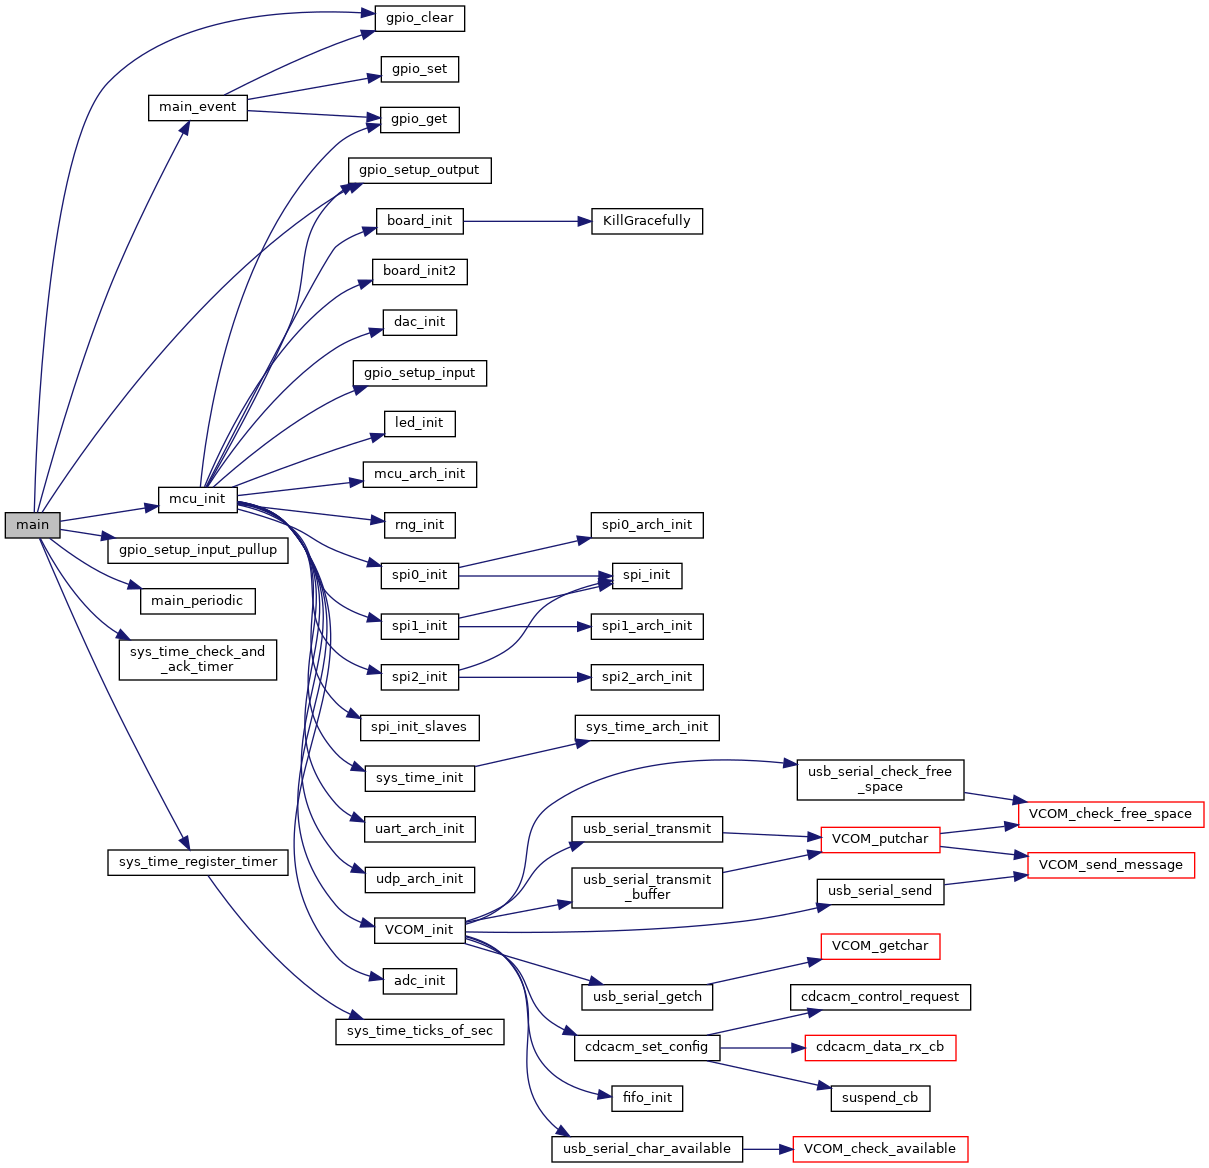 main
gpio_clear
main_event
gpio_set
gpio_get
gpio_setup_output
board_init
KillGracefully
board_init2
dac_init
gpio_setup_input
led_init
mcu_arch_init
mcu_init
rng_init
gpio_setup_input_pullup
main_periodic
sys_time_check_and
_ack_timer
sys_time_register_timer
spi0_init
spi0_arch_init
spi_init
spi1_init
spi1_arch_init
spi2_init
spi2_arch_init
spi_init_slaves
sys_time_init
sys_time_arch_init
uart_arch_init
udp_arch_init
VCOM_init
adc_init
sys_time_ticks_of_sec
usb_serial_check_free
_space
VCOM_check_free_space
usb_serial_transmit
VCOM_putchar
VCOM_send_message
usb_serial_transmit
_buffer
usb_serial_send
VCOM_getchar
usb_serial_getch
cdcacm_control_request
cdcacm_set_config
cdcacm_data_rx_cb
suspend_cb
fifo_init
usb_serial_char_available
VCOM_check_available